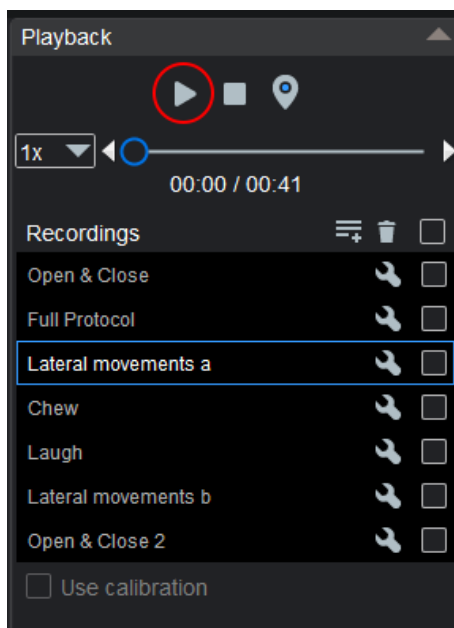 Playback
1x
00:00 / 00:41
Recordings
Open & Close
Full Protocol
Lateral movements a
Chew
Laugh
Lateral movements b
Open & Close 2
Use calibration